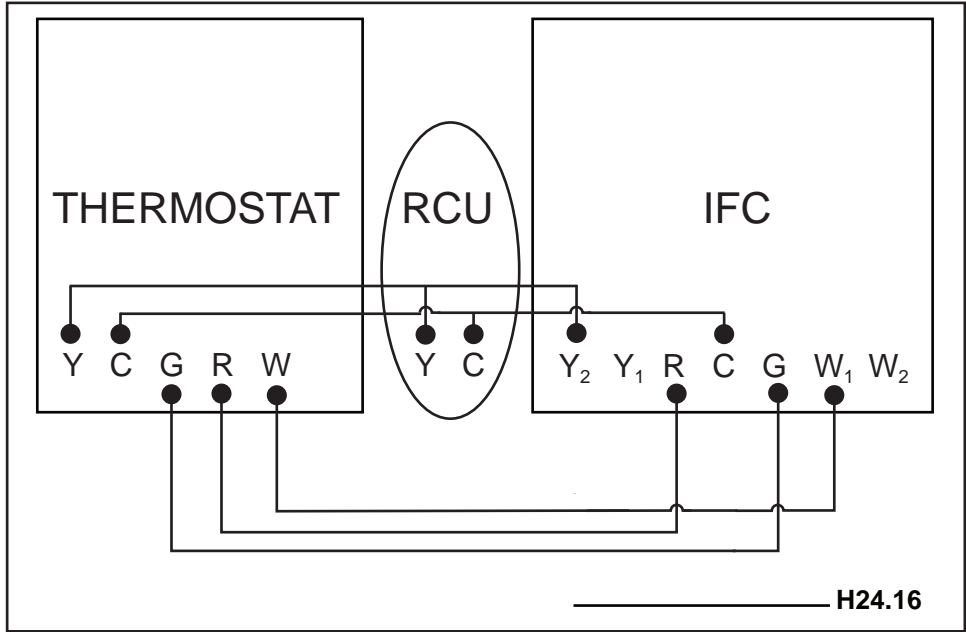 THERMOSTAT RCU IFC
Y C G R W Y C Y₂ Y₁ R C G W₁ W₂
H24.16